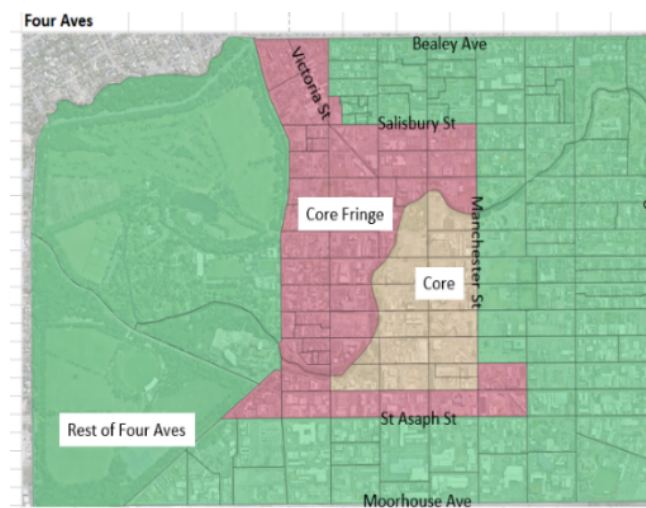 Four Aves
Bealey Ave
Victoria St
Salisbury St
Core Fringe
Manchester St
Core
Rest of Four Aves
St Asaph St
Moorhouse Ave